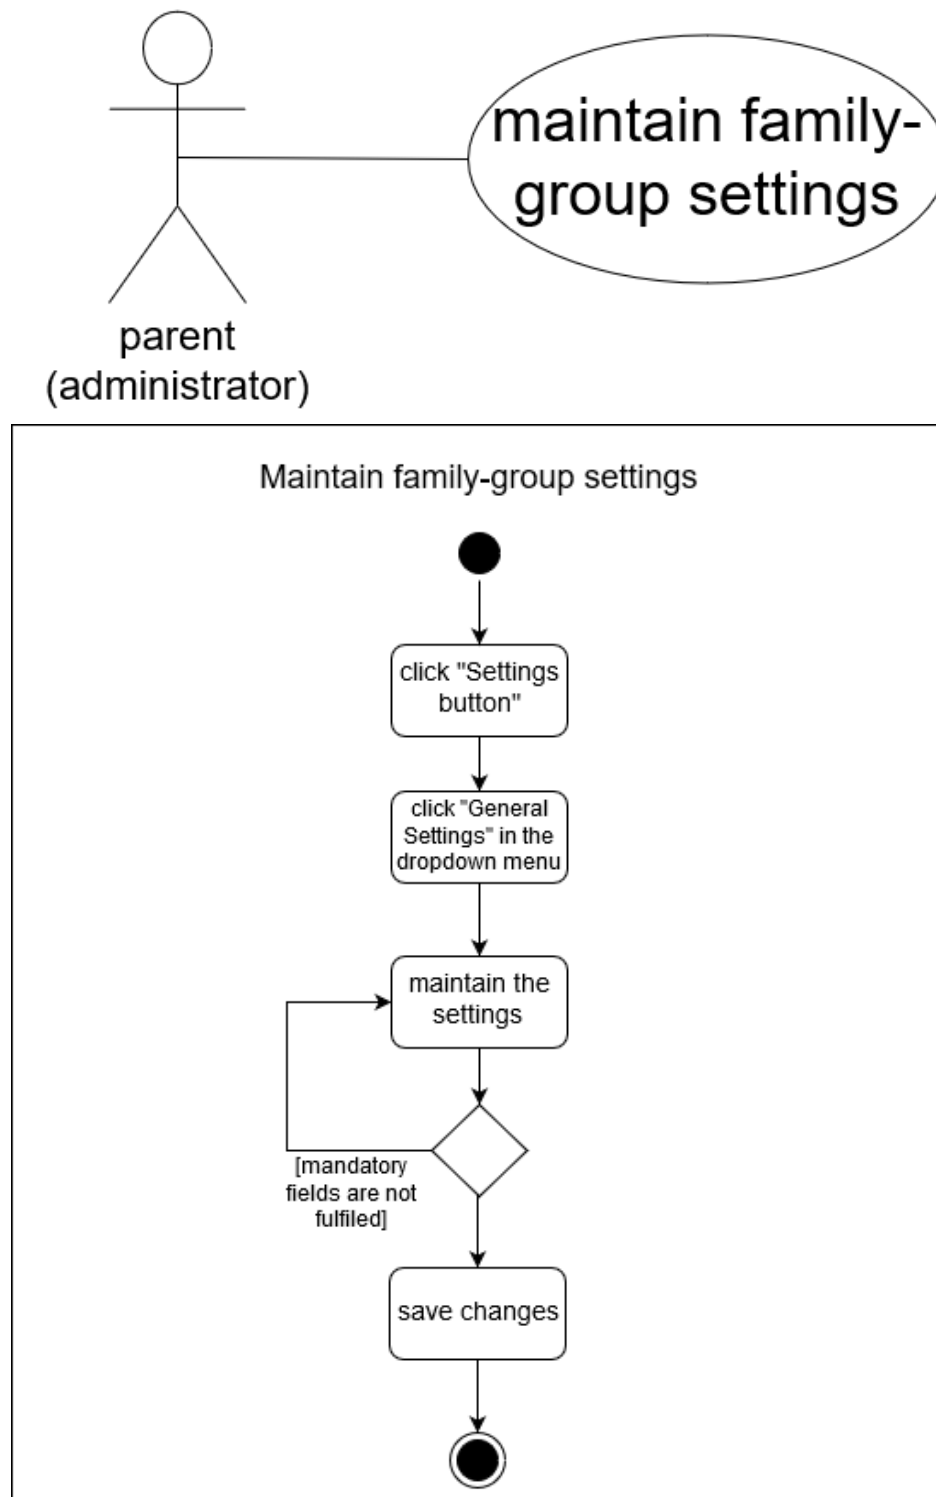 maintain family-
group settings
parent
(administrator)
Maintain family-group settings
click "Settings
button"
click "General
Settings" in the
dropdown menu
maintain the
settings
[mandatory
fields are not
fulfiled]
save changes